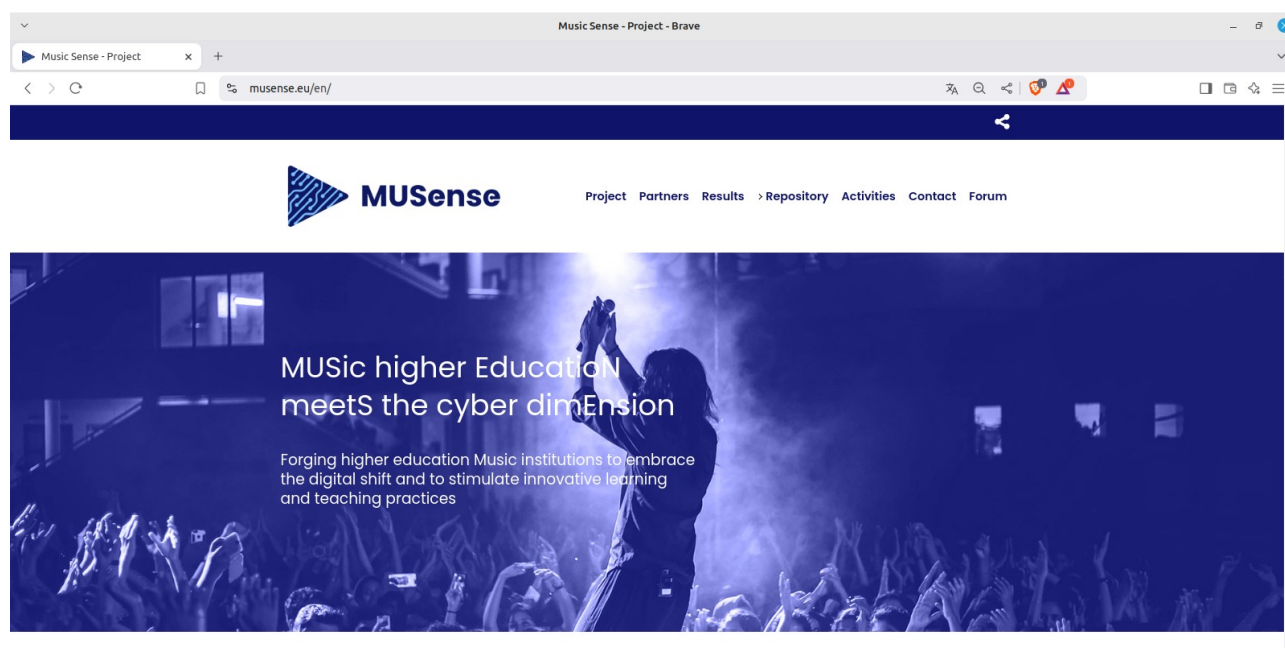 Music Sense - Project - Brave
Music Sense - Project
musense.eu/en/
MUSense
Project Partners Results >Repository Activities Contact Forum
MUSic higher EducatioN
meetS the cyber dimEnsion
Forging higher education Music institutions to embrace
the digital shift and to stimulate innovative learning
and teaching practices